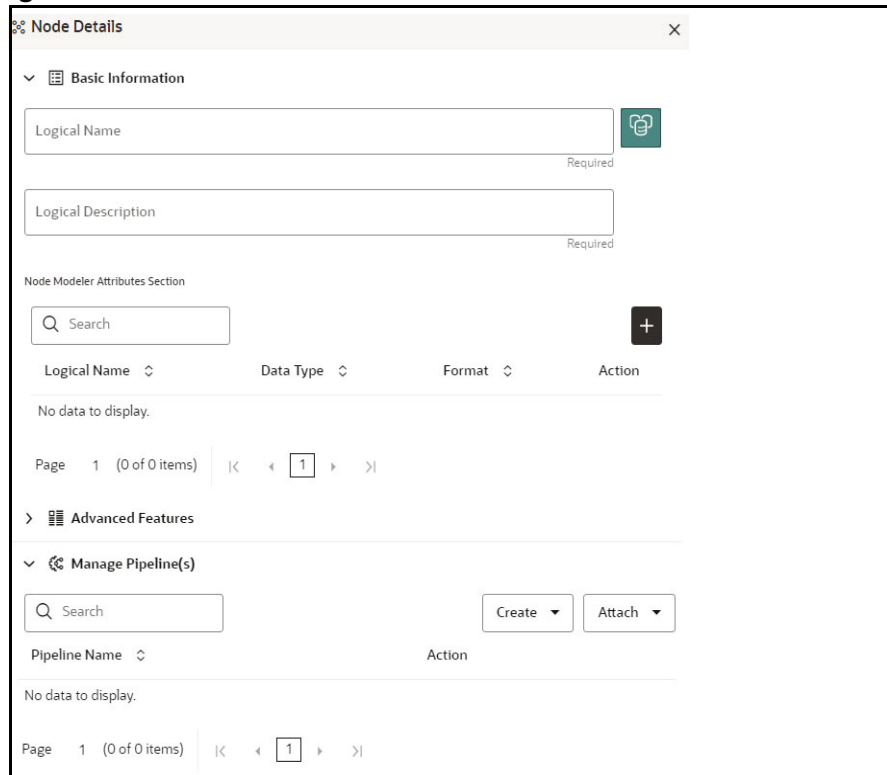 Node Details
Basic Information
Logical Name
Required
Logical Description
Required
Node Modeler Attributes Section
Search
Logical Name Data Type Format Action
No data to display.
Page 1 (0 of 0 items) 1
Advanced Features
Manage Pipeline(s)
Search Create Attach
Pipeline Name Action
No data to display.
Page 1 (0 of 0 items) 1